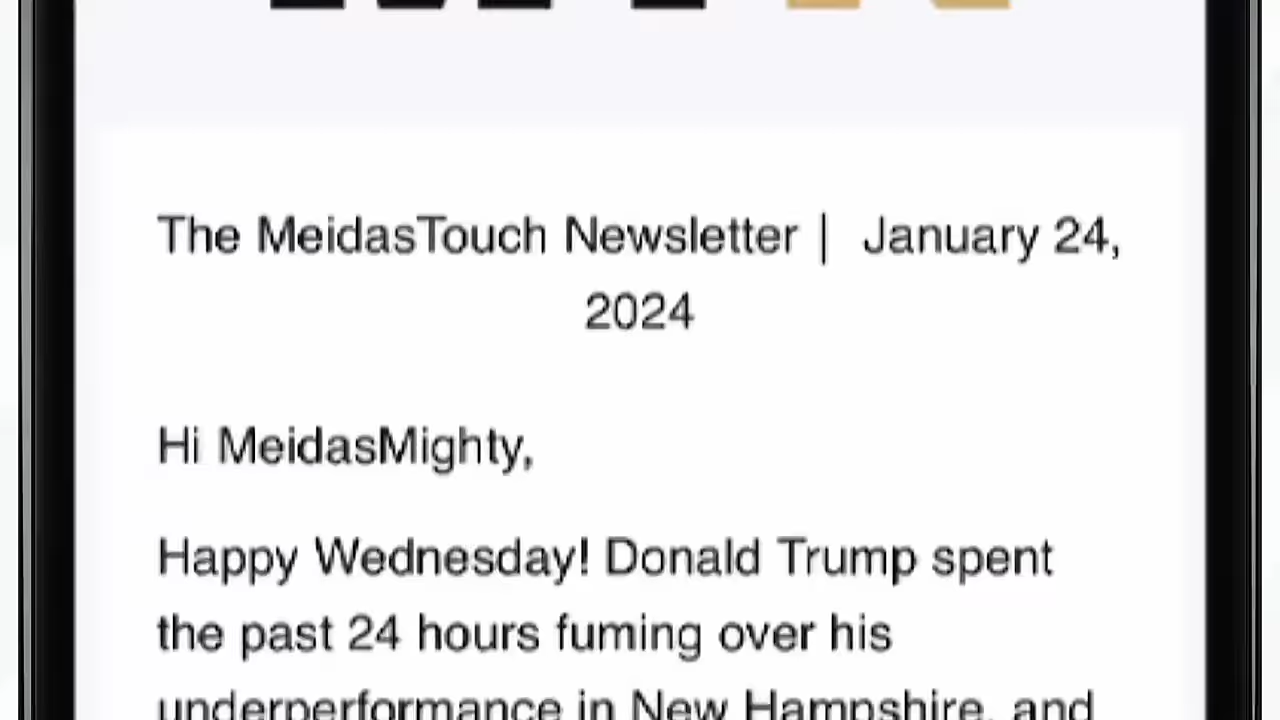 The MeidasTouch Newsletter | January 24,
2024
Hi MeidasMighty,
Happy Wednesday! Donald Trump spent
the past 24 hours fuming over his
underperformance in New Hampshire, and